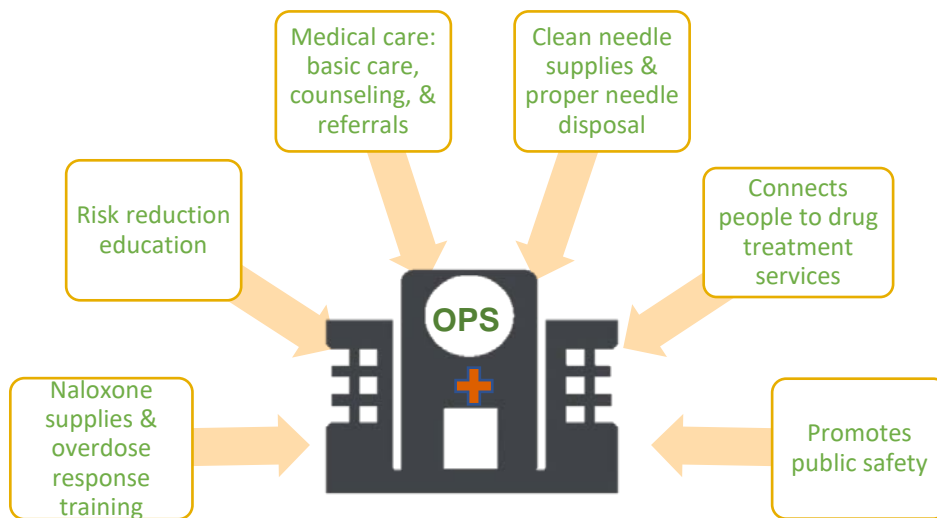 Medical care:
basic care,
counseling, &
referrals
Clean needle
supplies &
proper needle
disposal
Risk reduction
education
Connects
people to drug
treatment
services
OPS
Naloxone
supplies &
overdose
response
training
Promotes
public safety